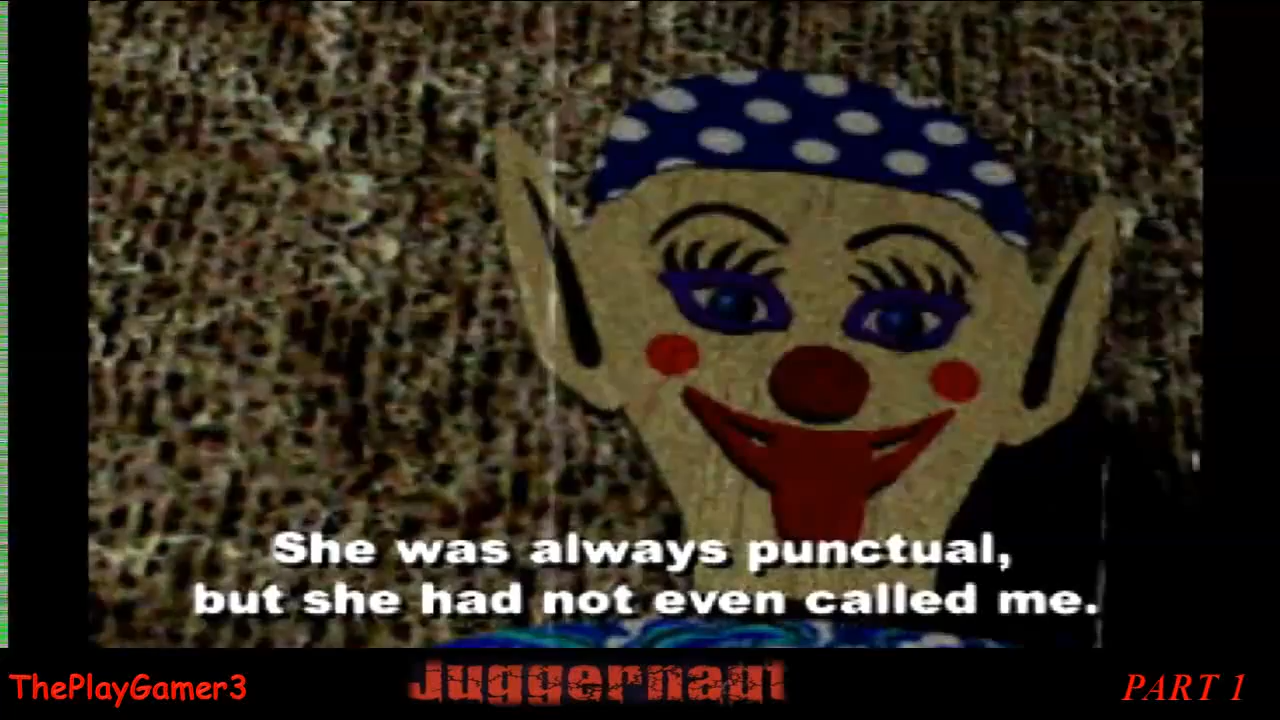 She was always punctual,
but she had not even called me.
ThePlayGamer3
Juggernaut
PART 1